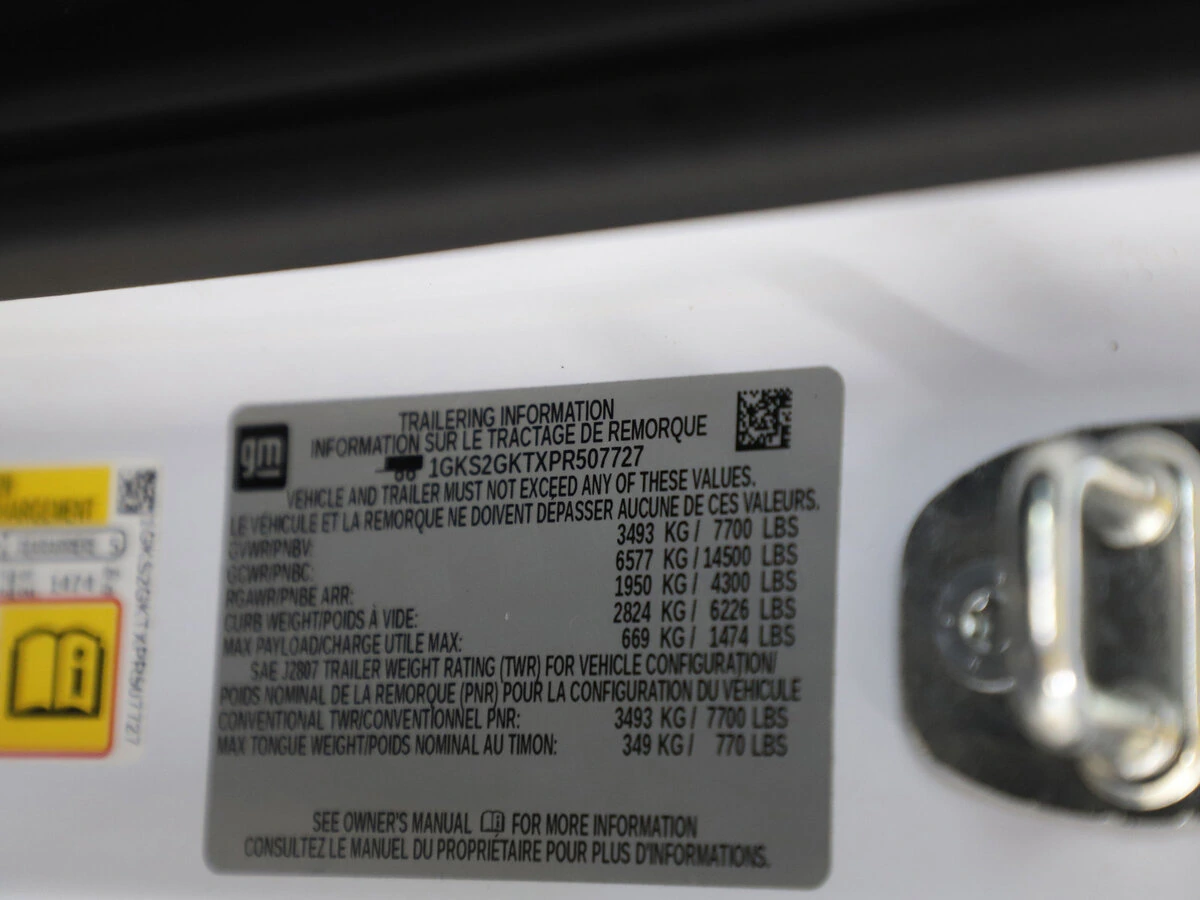 gm
TRAILERING INFORMATION
INFORMATION SUR LE TRACTAGE DE REMORQUE
1GKS2GKTXPR507727
VEHICLE AND TRAILER MUST NOT EXCEED ANY OF THESE VALUES.
LE VÉHICULE ET LA REMORQUE NE DOIVENT DÉPASSER AUCUNE DE CES VALEURS.
GVWR/PNBV: 3493 KG / 7700 LBS
GCWR/PNBC: 6577 KG / 14500 LBS
RGAWR/PNBE ARR: 1950 KG / 4300 LBS
CURB WEIGHT/POIDS À VIDE: 2824 KG / 6226 LBS
MAX PAYLOAD/CHARGE UTILE MAX: 669 KG / 1474 LBS
SAE J2807 TRAILER WEIGHT RATING (TWR) FOR VEHICLE CONFIGURATION/
POIDS NOMINAL DE LA REMORQUE (PNR) POUR LA CONFIGURATION DU VÉHICULE
CONVENTIONAL TWR/CONVENTIONNEL PNR: 3493 KG / 7700 LBS
MAX TONGUE WEIGHT/POIDS NOMINAL AU TIMON: 349 KG / 770 LBS
SEE OWNER'S MANUAL FOR MORE INFORMATION
CONSULTEZ LE MANUEL DU PROPRIÉTAIRE POUR PLUS D'INFORMATIONS.
1474
1GKS2GKTXPR507727